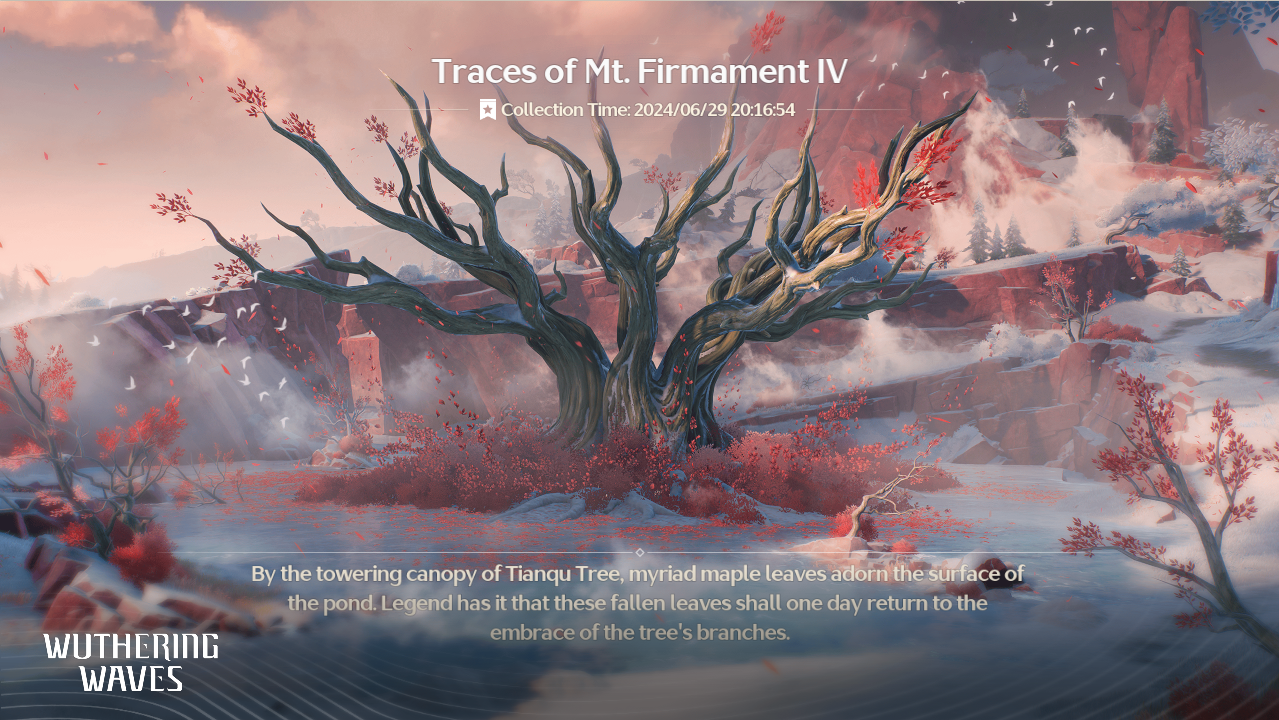 Traces of Mt. Firmament IV
Collection Time: 2024/06/29 20:16:54
By the towering canopy of Tianqu Tree, myriad maple leaves adorn the surface of
the pond. Legend has it that these fallen leaves shall one day return to the
embrace of the tree's branches.
WUTHERING
WAVES